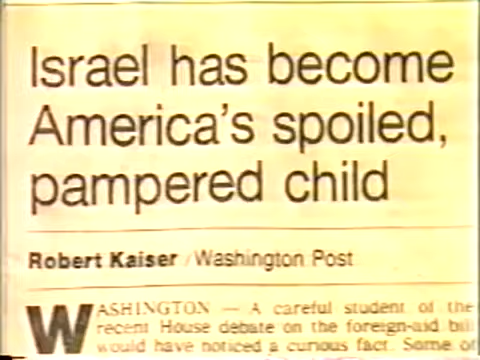 Israel has become
America's spoiled,
pampered child
Robert Kaiser / Washington Post
WASHINGTON — A careful student of the
recent House debate on the foreign-aid bill
would have noticed a curious fact. Some of